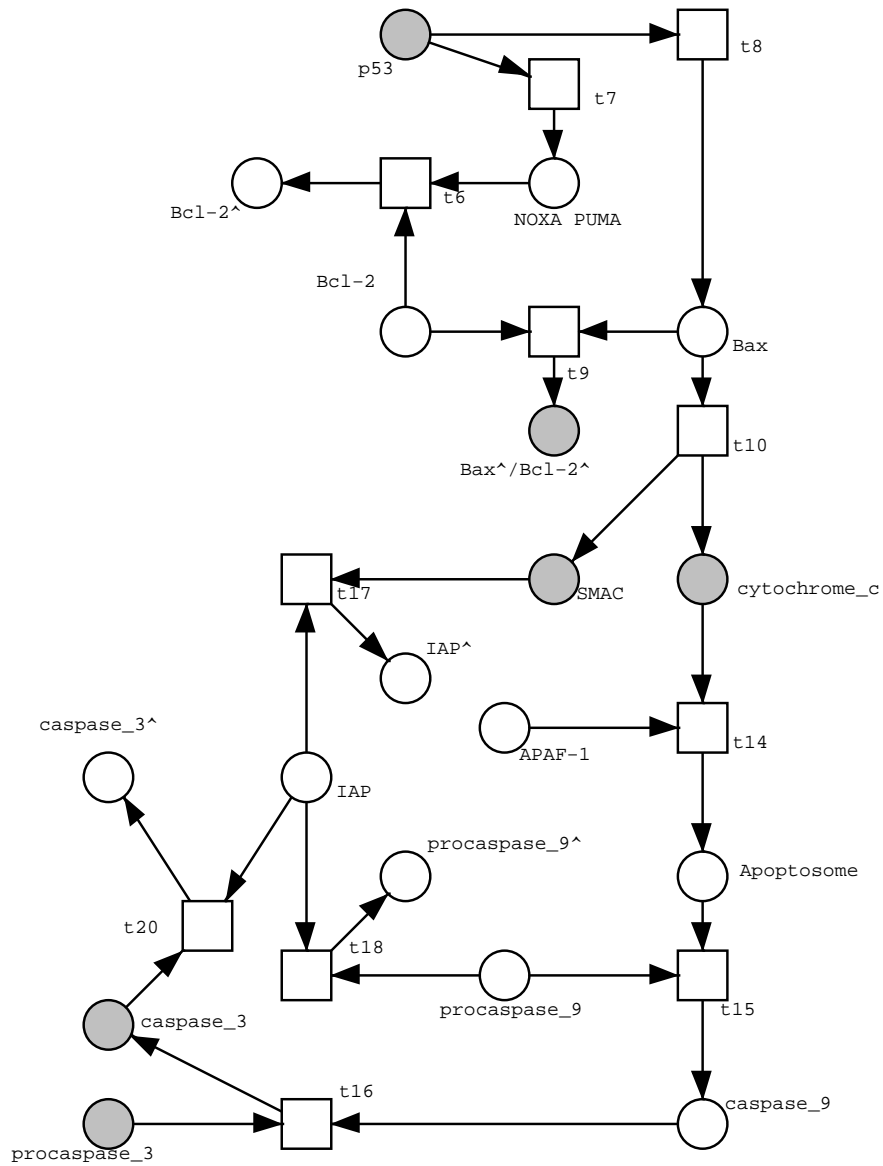 t8
p53
t7
Bcl-2^
t6
NOXA PUMA
Bcl-2
Bax
t9
t10
Bax^/Bcl-2^
t17
SMAC
cytochrome_c
IAP^
caspase_3^
APAF-1
t14
IAP
procaspase_9^
Apoptosome
t20
t18
procaspase_9
t15
caspase_3
t16
caspase_9
procaspase_3